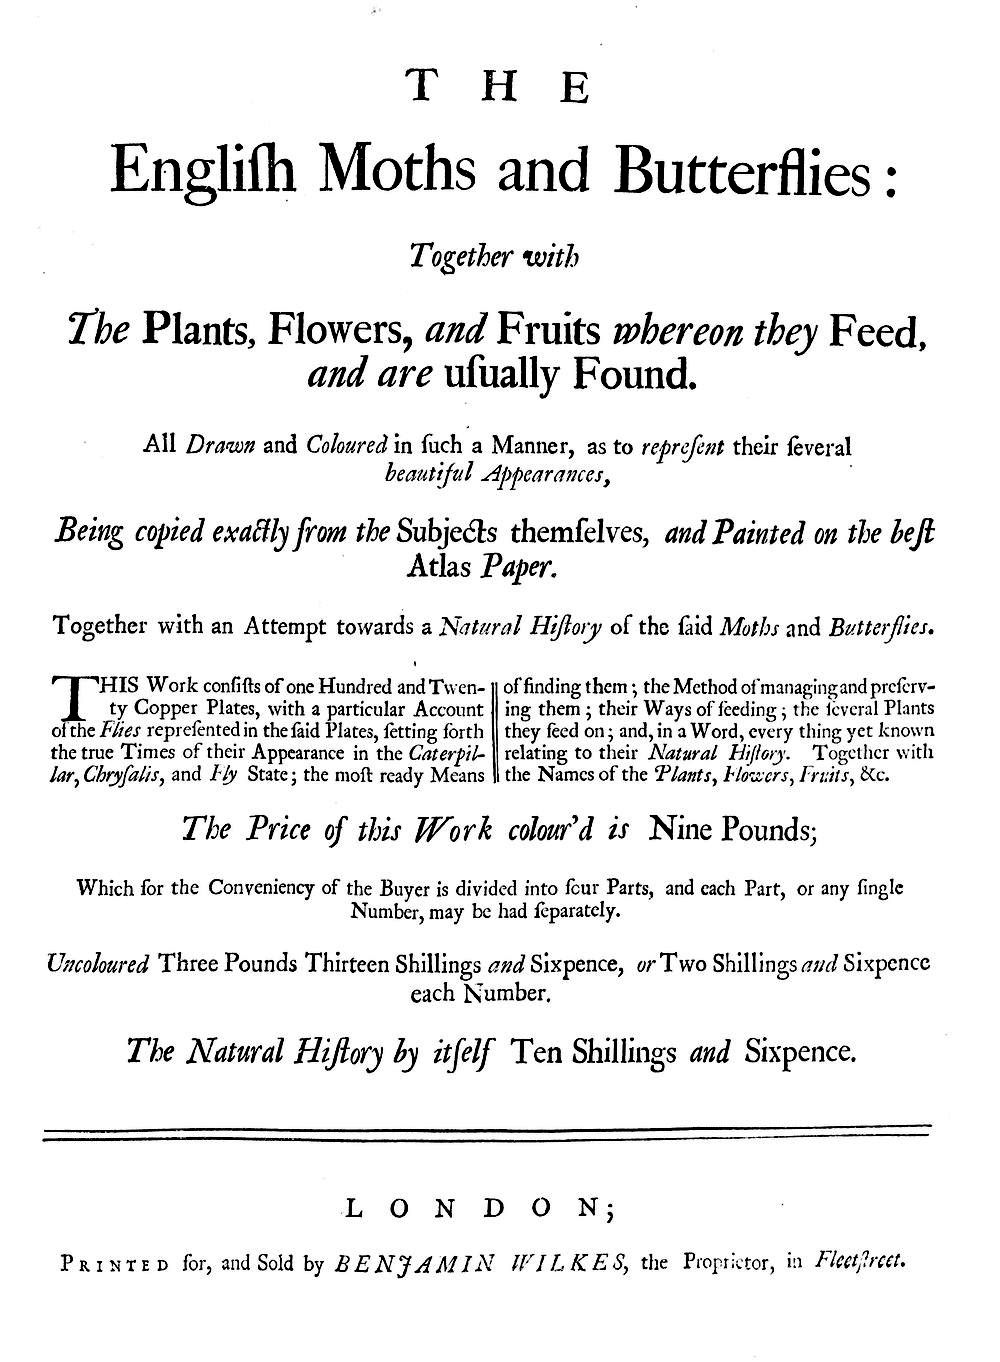 THE
Engliſh Moths and Butterflies:
Together with
The Plants, Flowers, and Fruits whereon they Feed,
and are uſually Found.
All Drawn and Coloured in ſuch a Manner, as to repreſent their ſeveral
beautiful Appearances,
Being copied exactly from the Subjects themſelves, and Painted on the beſt
Atlas Paper.
Together with an Attempt towards a Natural Hiſtory of the ſaid Moths and Butterflies.
THIS Work conſiſts of one Hundred and Twen-
ty Copper Plates, with a particular Account
of the Flies repreſented in the ſaid Plates, ſetting forth
the true Times of their Appearance in the Caterpil-
lar, Chryſalis, and Fly State; the moſt ready Means
of finding them; the Method of managing and preſerv-
ing them; their Ways of feeding; the ſeveral Plants
they feed on; and, in a Word, every thing yet known
relating to their Natural Hiſtory. Together with
the Names of the Plants, Flowers, Fruits, &c.
The Price of this Work colour'd is Nine Pounds;
Which for the Conveniency of the Buyer is divided into four Parts, and each Part, or any ſingle
Number, may be had ſeparately.
Uncoloured Three Pounds Thirteen Shillings and Sixpence, or Two Shillings and Sixpence
each Number.
The Natural Hiſtory by itſelf Ten Shillings and Sixpence.
LONDON;
PRINTED for, and Sold by BENJAMIN WILKES, the Proprietor, in Fleetſtreet.